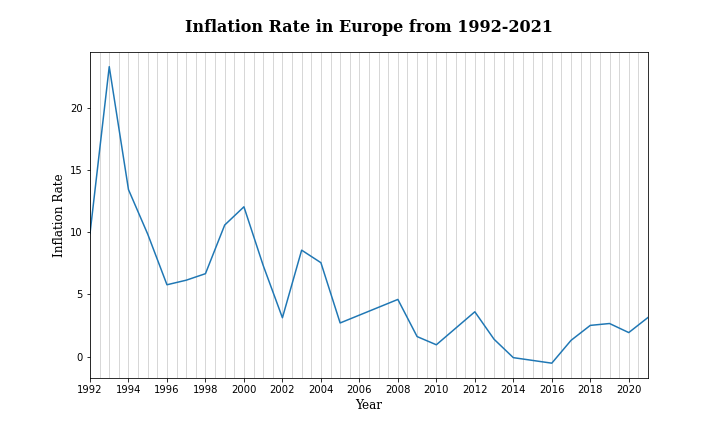 Inflation Rate in Europe from 1992-2021
Inflation Rate
20
15
10
5
0
1992 1994 1996 1998 2000 2002 2004 2006 2008 2010 2012 2014 2016 2018 2020
Year